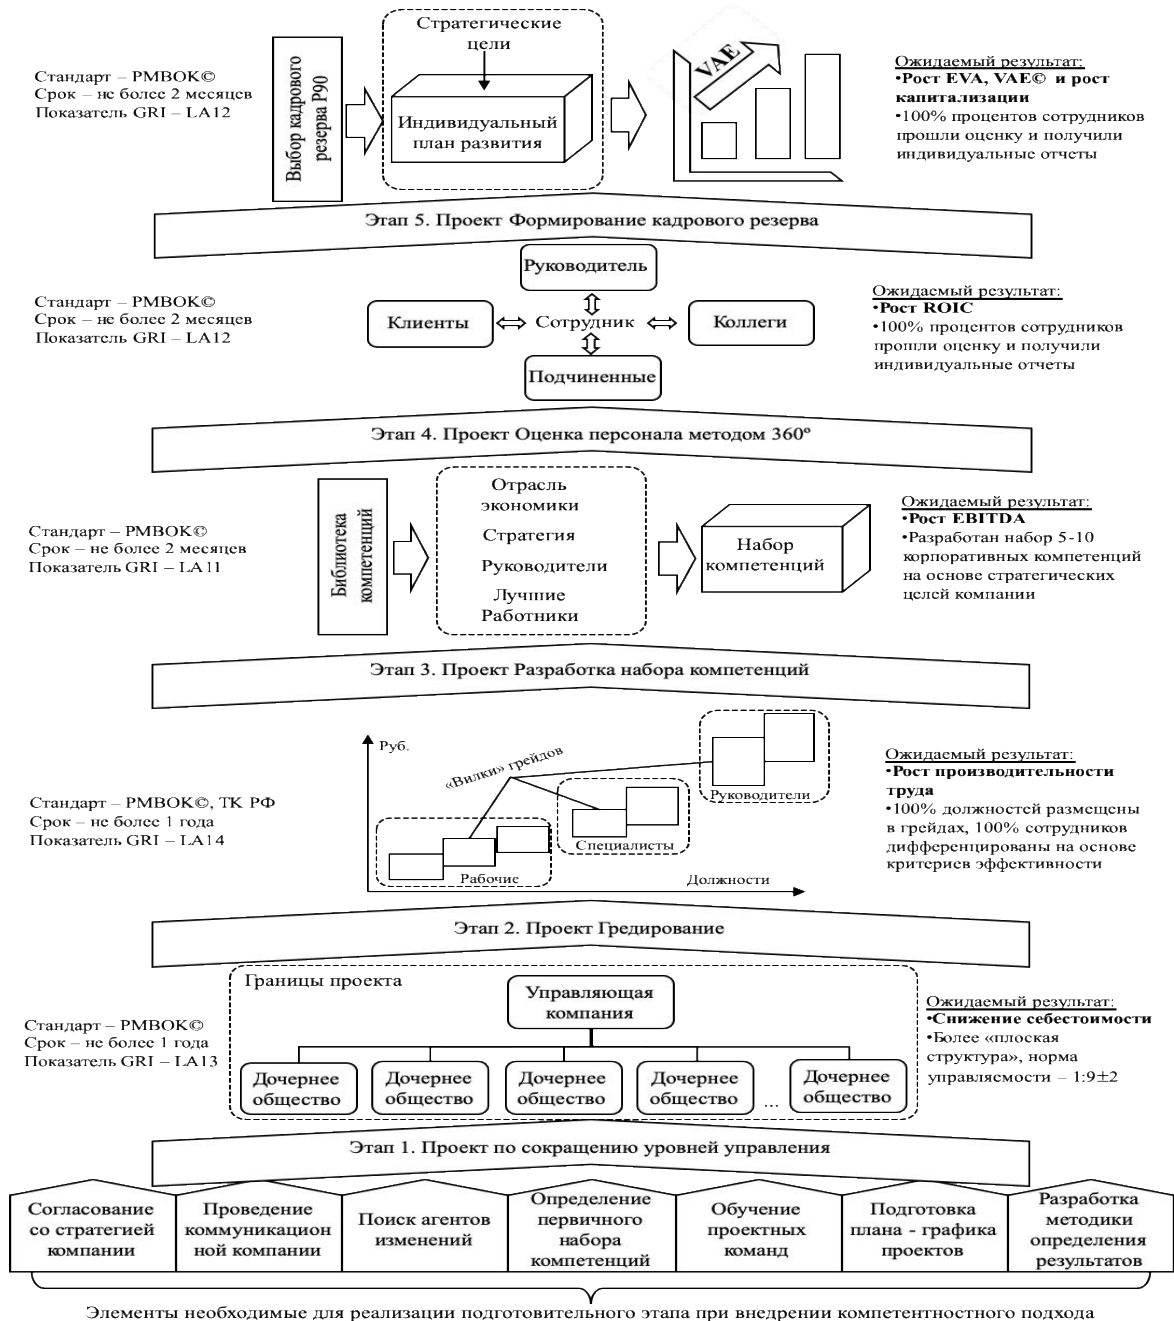 Стратегические
цели
Стандарт – PMBOK©
Срок – не более 2 месяцев
Показатель GRI – LA12
Выбор кадрового
резерва P90
Индивидуальный
план развития
VAE
Ожидаемый результат:
•Рост EVA, VAE© и рост
капитализации
•100% процентов сотрудников
прошли оценку и получили
индивидуальные отчеты
Этап 5. Проект Формирование кадрового резерва
Стандарт – PMBOK©
Срок – не более 2 месяцев
Показатель GRI – LA12
Руководитель
Клиенты
Сотрудник
Коллеги
Подчиненные
Ожидаемый результат:
•Рост ROIC
•100% процентов сотрудников
прошли оценку и получили
индивидуальные отчеты
Этап 4. Проект Оценка персонала методом 360º
Стандарт – PMBOK©
Срок – не более 2 месяцев
Показатель GRI – LA11
Библиотека
компетенций
Отрасль
экономики
Стратегия
Руководители
Лучшие
Работники
Набор
компетенций
Ожидаемый результат:
•Рост EBITDA
•Разработан набор 5-10
корпоративных компетенций
на основе стратегических
целей компании
Этап 3. Проект Разработка набора компетенций
Стандарт – PMBOK©, ТК РФ
Срок – не более 1 года
Показатель GRI – LA14
Руб.
«Вилки» грейдов
Руководители
Специалисты
Рабочие
Должности
Ожидаемый результат:
•Рост производительности
труда
•100% должностей размещены
в грейдах, 100% сотрудников
дифференцированы на основе
критериев эффективности
Этап 2. Проект Гредирование
Границы проекта
Стандарт – PMBOK©
Срок – не более 1 года
Показатель GRI – LA13
Управляющая
компания
Дочернее
общество
Дочернее
общество
Дочернее
общество
Дочернее
общество
...
Дочернее
общество
Ожидаемый результат:
•Снижение себестоимости
•Более «плоская
структура», норма
управляемости – 1:9±2
Этап 1. Проект по сокращению уровней управления
Согласование
со стратегией
компании
Проведение
коммуникацион
ной компании
Поиск агентов
изменений
Определение
первичного
набора
компетенций
Обучение
проектных
команд
Подготовка
плана - графика
проектов
Разработка
методики
определения
результатов
Элементы необходимые для реализации подготовительного этапа при внедрении компетентностного подхода